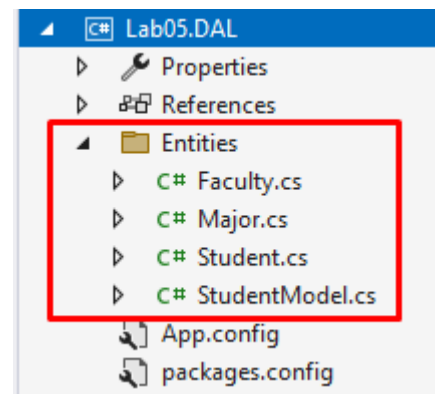 C# Lab05.DAL
Properties
References
Entities
C# Faculty.cs
C# Major.cs
C# Student.cs
C# StudentModel.cs
App.config
packages.config